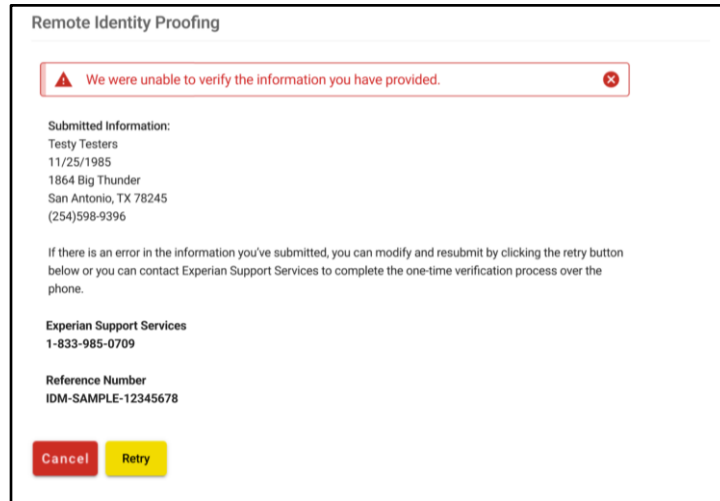 Remote Identity Proofing
We were unable to verify the information you have provided.
Submitted Information:
Testy Testers
11/25/1985
1864 Big Thunder
San Antonio, TX 78245
(254)598-9396
If there is an error in the information you've submitted, you can modify and resubmit by clicking the retry button
below or you can contact Experian Support Services to complete the one-time verification process over the
phone.
Experian Support Services
1-833-985-0709
Reference Number
IDM-SAMPLE-12345678
Cancel Retry